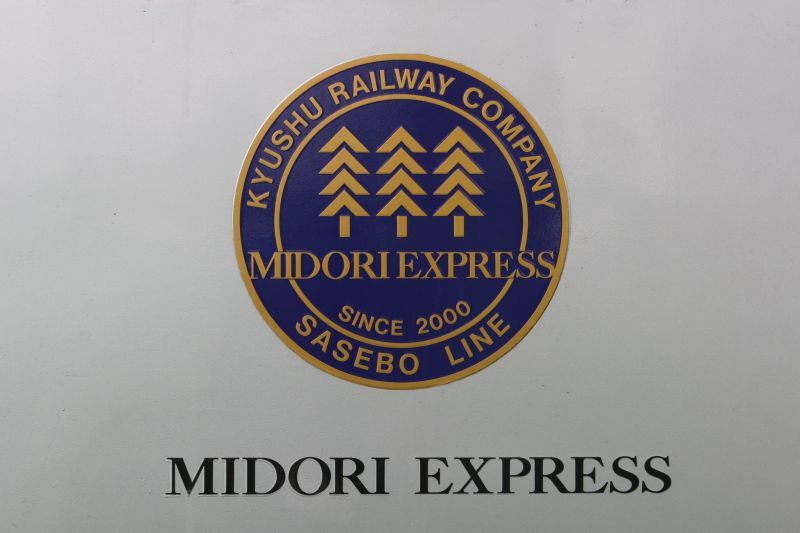 KYUSHU RAILWAY COMPANY
MIDORI EXPRESS
SINCE 2000
SASEBO LINE
MIDORI EXPRESS